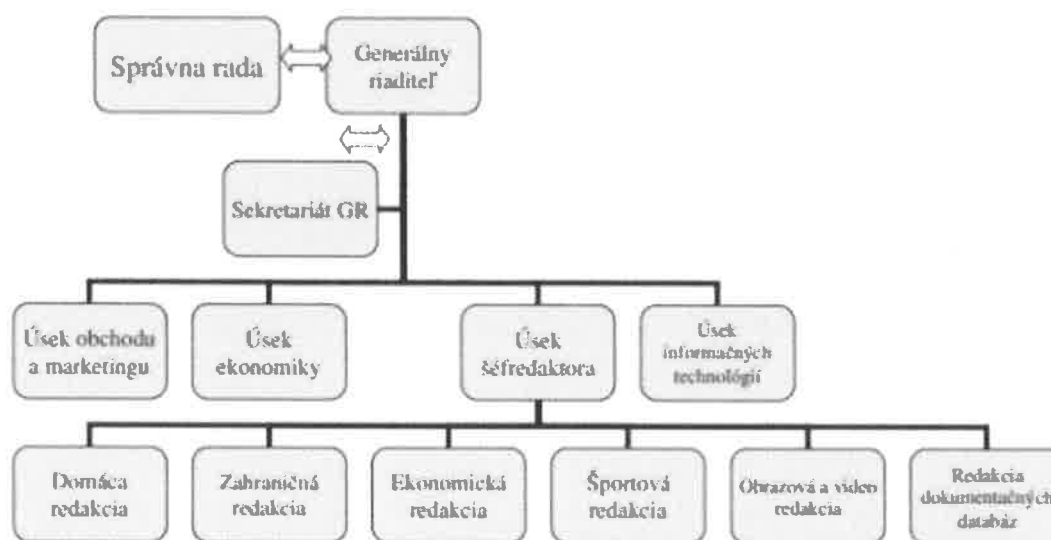 Správna rada
Generálny
riaditeľ
Sekretariát GR
Úsek obchodu
a marketingu
Úsek
ekonomiky
Úsek
šéfredaktora
Úsek
informačných
technológií
Domáca
redakcia
Zahraničná
redakcia
Ekonomická
redakcia
Športová
redakcia
Obrazová a video
redakcia
Redakcia
dokumentačných
databáz